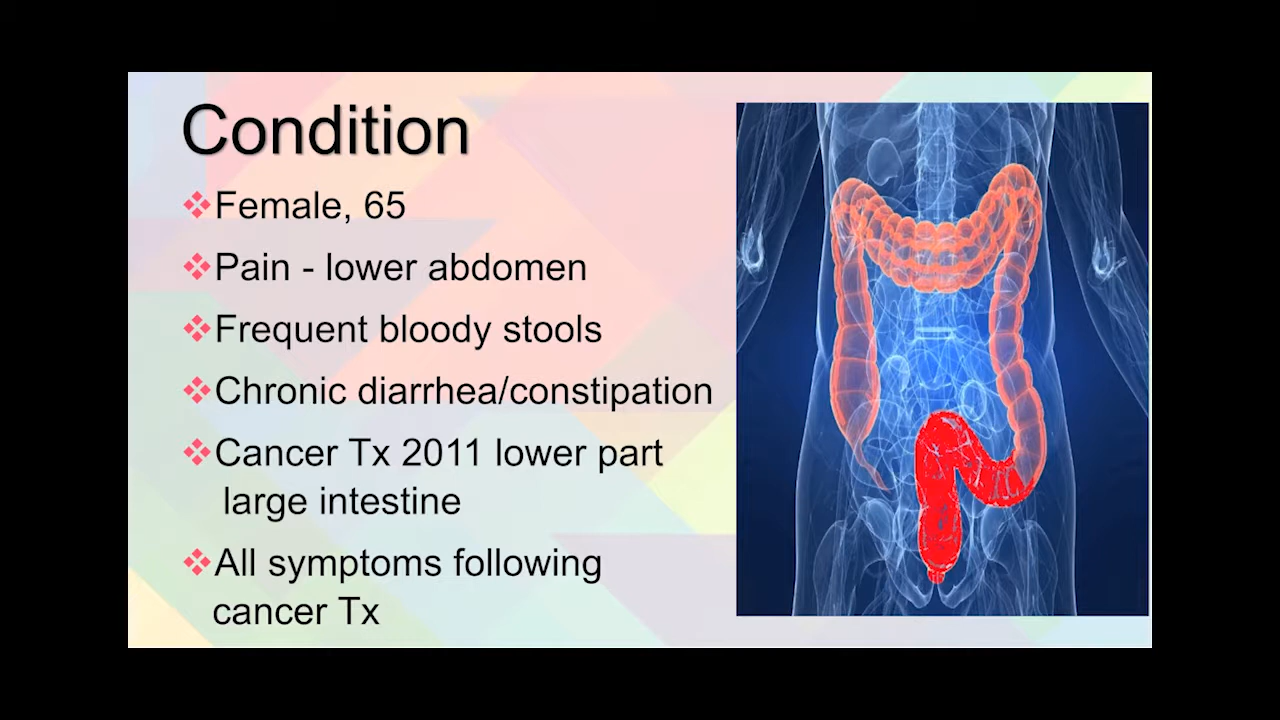 Condition
❖Female, 65
❖Pain - lower abdomen
❖Frequent bloody stools
❖Chronic diarrhea/constipation
❖Cancer Tx 2011 lower part
large intestine
❖All symptoms following
cancer Tx